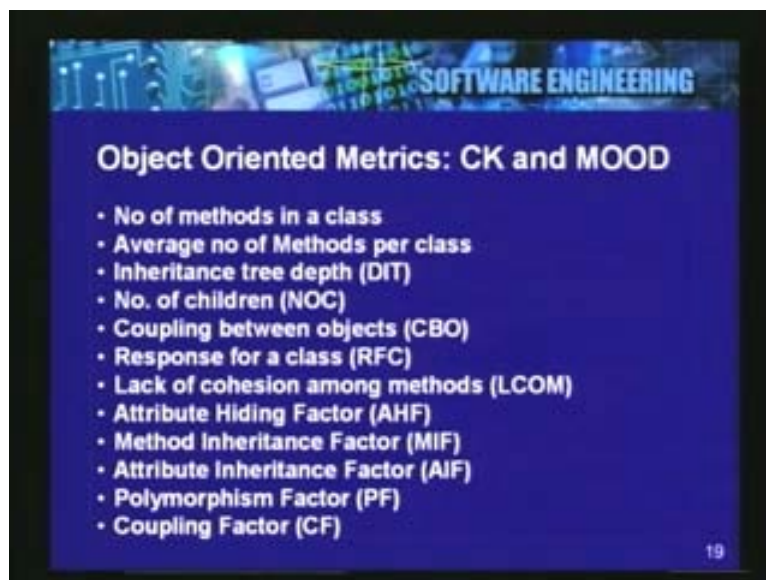 SOFTWARE ENGINEERING
Object Oriented Metrics: CK and MOOD
• No of methods in a class
• Average no of Methods per class
• Inheritance tree depth (DIT)
• No. of children (NOC)
• Coupling between objects (CBO)
• Response for a class (RFC)
• Lack of cohesion among methods (LCOM)
• Attribute Hiding Factor (AHF)
• Method Inheritance Factor (MIF)
• Attribute Inheritance Factor (AIF)
• Polymorphism Factor (PF)
• Coupling Factor (CF)
19